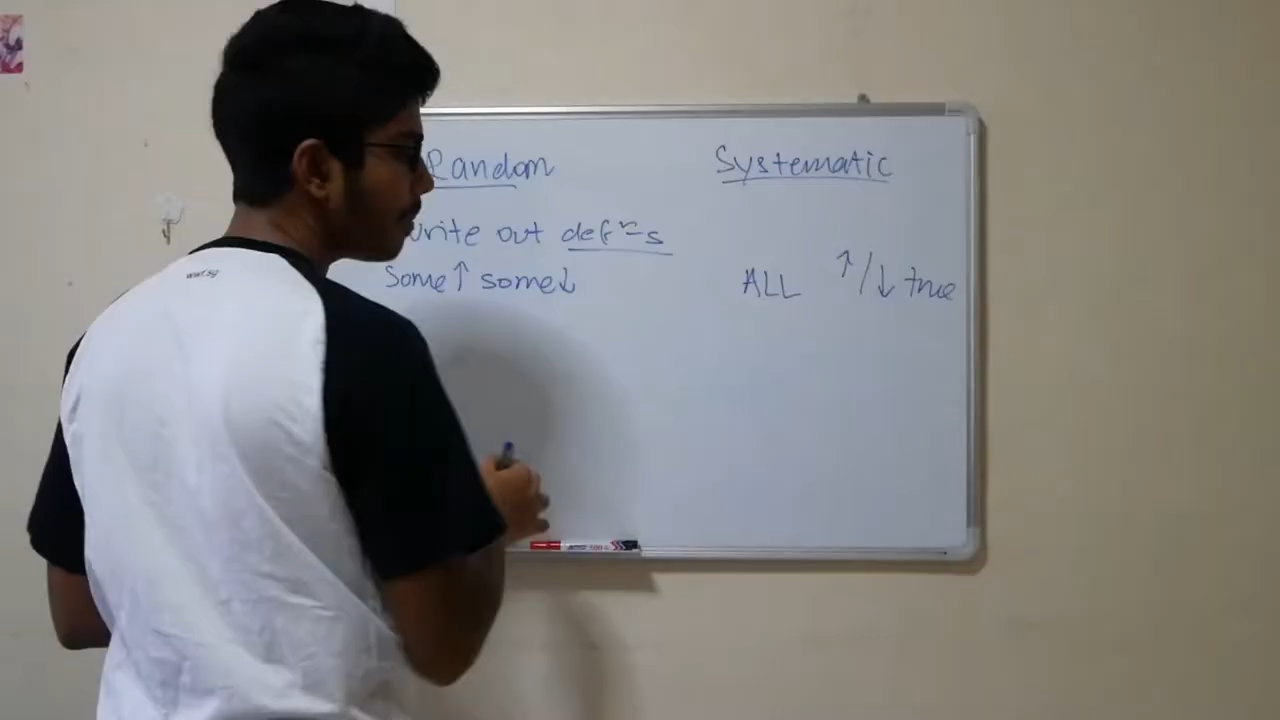 Random
Systematic
write out defns
Some↑ some↓
ALL ↑/↓ true